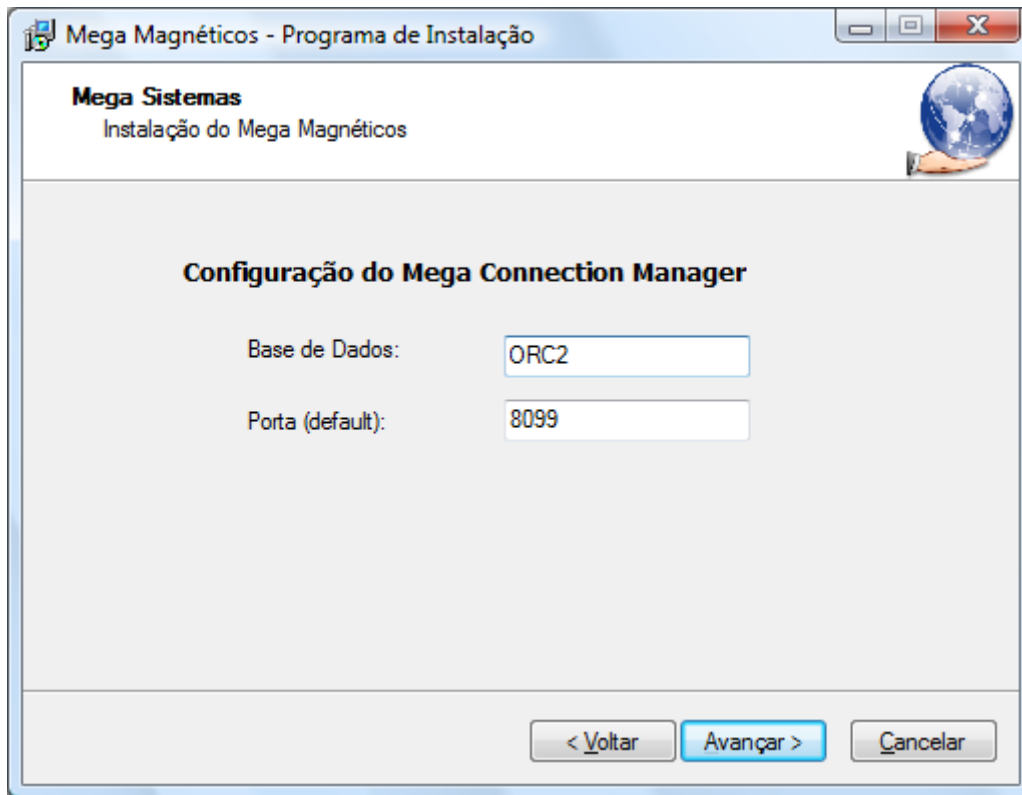 Mega Magnéticos - Programa de Instalação
Mega Sistemas
Instalação do Mega Magnéticos
Configuração do Mega Connection Manager
Base de Dados: ORC2
Porta (default): 8099
< Voltar Avançar > Cancelar